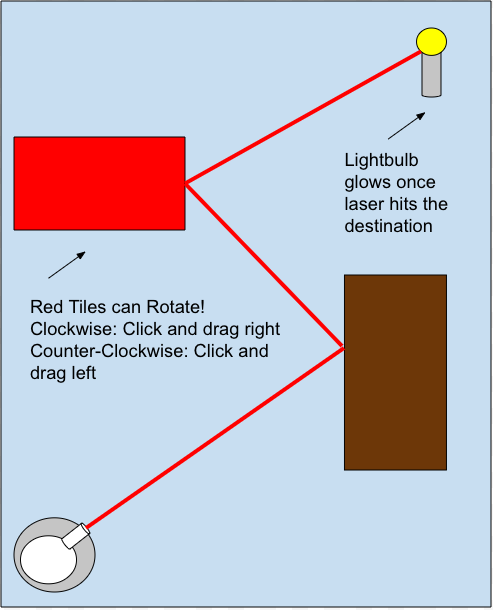 Lightbulb
glows once
laser hits the
destination
Red Tiles can Rotate!
Clockwise: Click and drag right
Counter-Clockwise: Click and
drag left